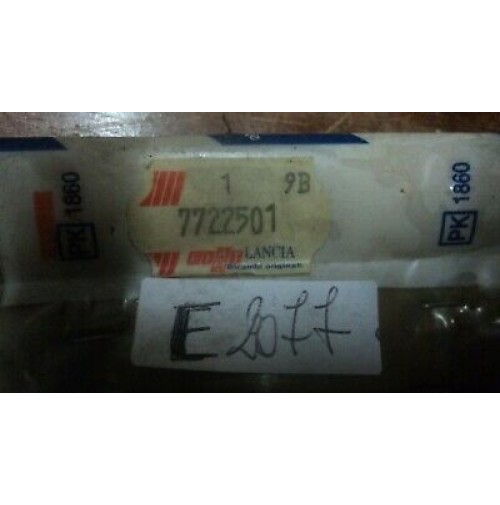 PK 1860
1 9B
7722501
LANCIA
Ricambi originali
PK 1860
E 2077